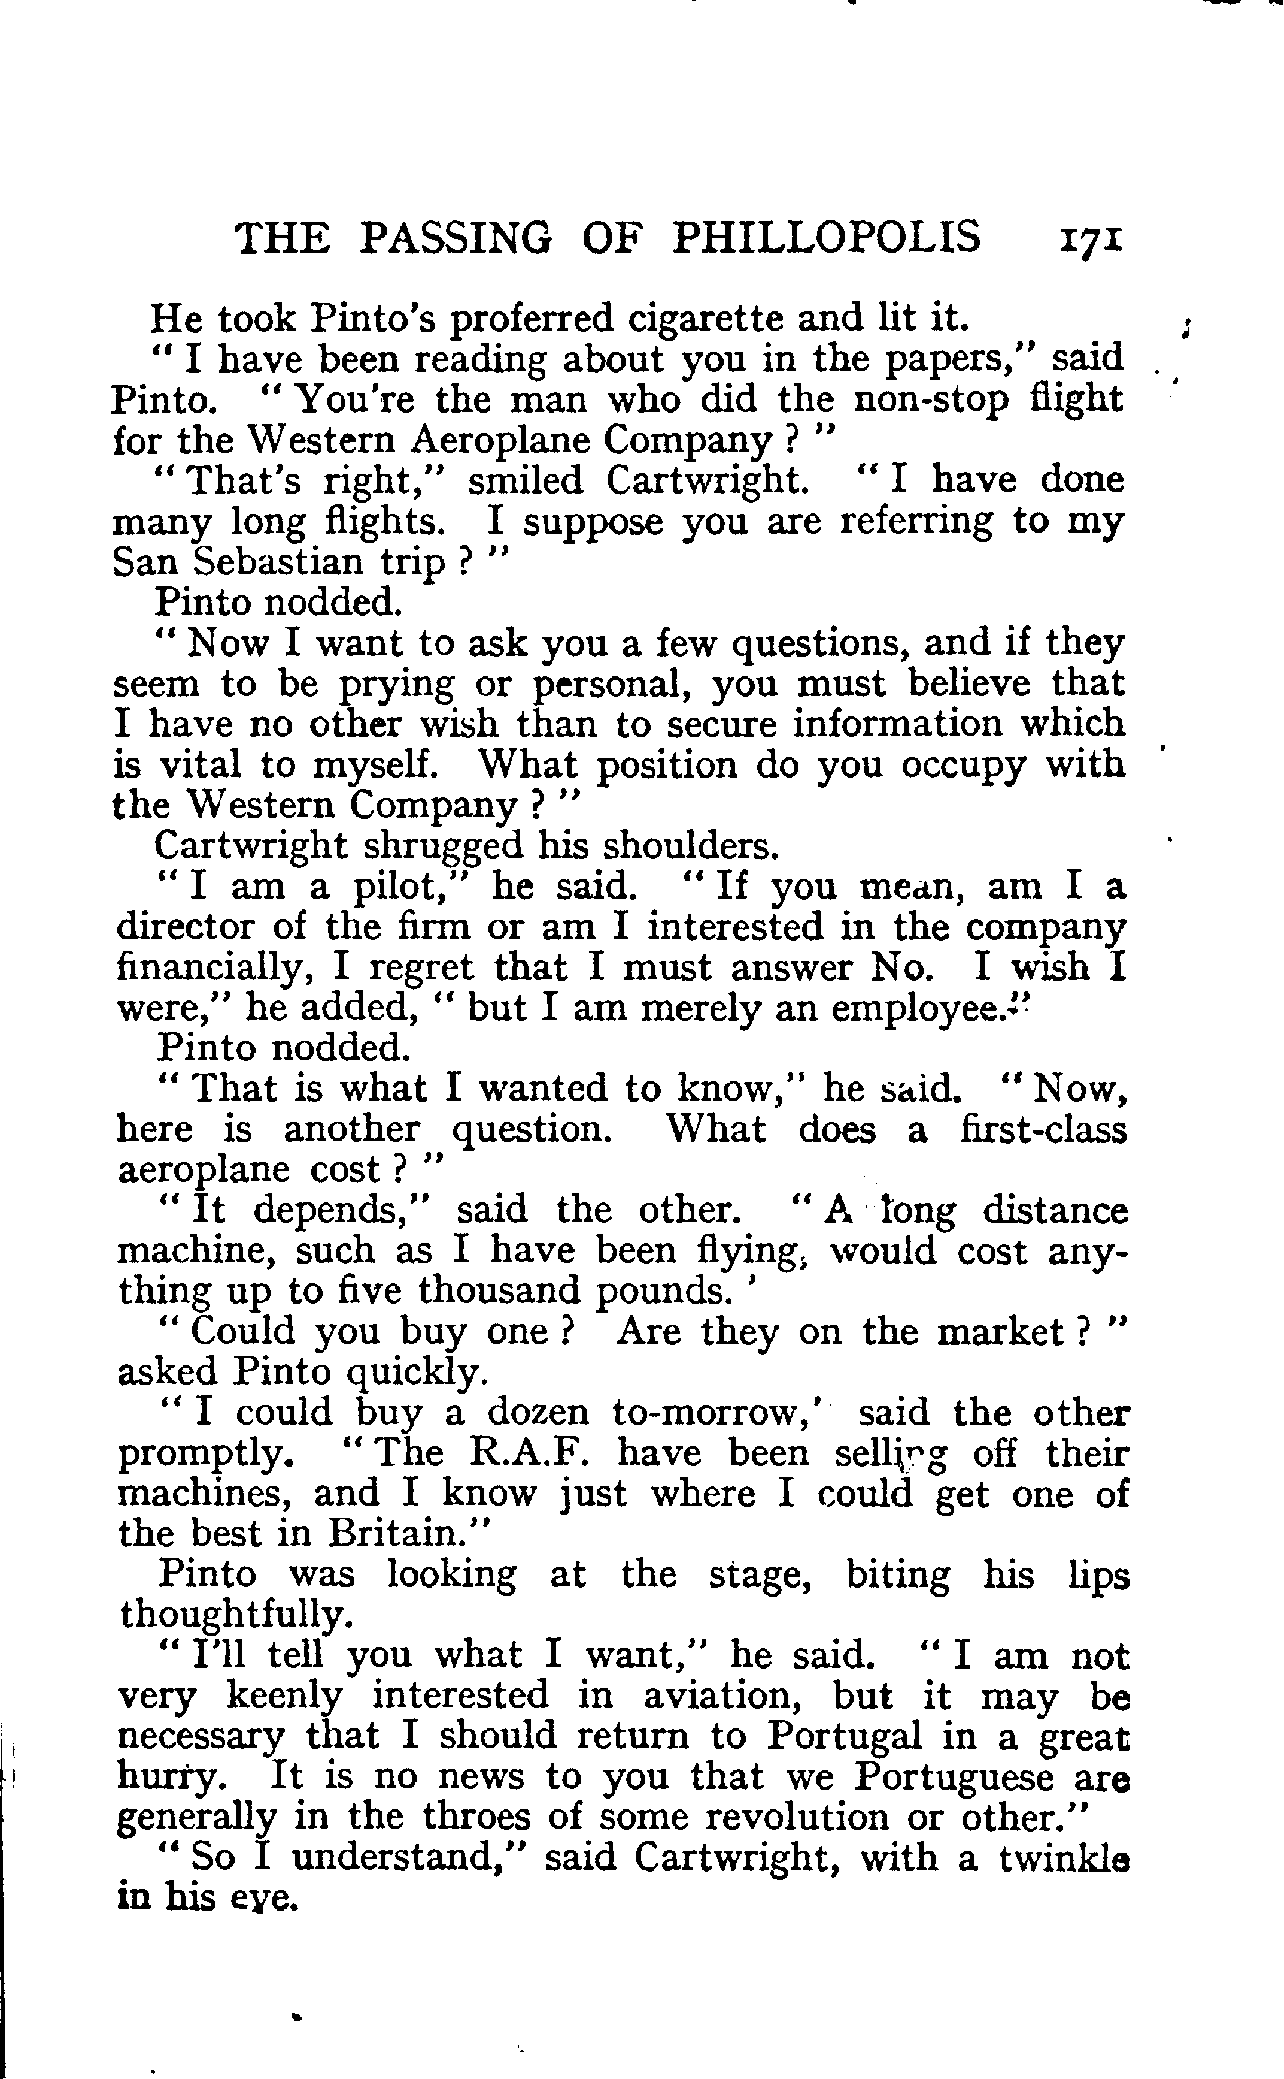 THE PASSING OF PHILLOPOLIS 171
He took Pinto's proferred cigarette and lit it.
" I have been reading about you in the papers," said
Pinto. " You're the man who did the non-stop flight
for the Western Aeroplane Company ? "
" That's right," smiled Cartwright. " I have done
many long flights. I suppose you are referring to my
San Sebastian trip ? "
Pinto nodded.
" Now I want to ask you a few questions, and if they
seem to be prying or personal, you must believe that
I have no other wish than to secure information which
is vital to myself. What position do you occupy with
the Western Company ? "
Cartwright shrugged his shoulders.
" I am a pilot," he said. " If you mean, am I a
director of the firm or am I interested in the company
financially, I regret that I must answer No. I wish I
were," he added, " but I am merely an employee."
Pinto nodded.
" That is what I wanted to know," he said. " Now,
here is another question. What does a first-class
aeroplane cost ? "
" It depends," said the other. " A long distance
machine, such as I have been flying, would cost any-
thing up to five thousand pounds. '
" Could you buy one ? Are they on the market ? "
asked Pinto quickly.
" I could buy a dozen to-morrow,' said the other
promptly. " The R.A.F. have been selling off their
machines, and I know just where I could get one of
the best in Britain."
Pinto was looking at the stage, biting his lips
thoughtfully.
" I'll tell you what I want," he said. " I am not
very keenly interested in aviation, but it may be
necessary that I should return to Portugal in a great
hurry. It is no news to you that we Portuguese are
generally in the throes of some revolution or other."
" So I understand," said Cartwright, with a twinkle
in his eye.